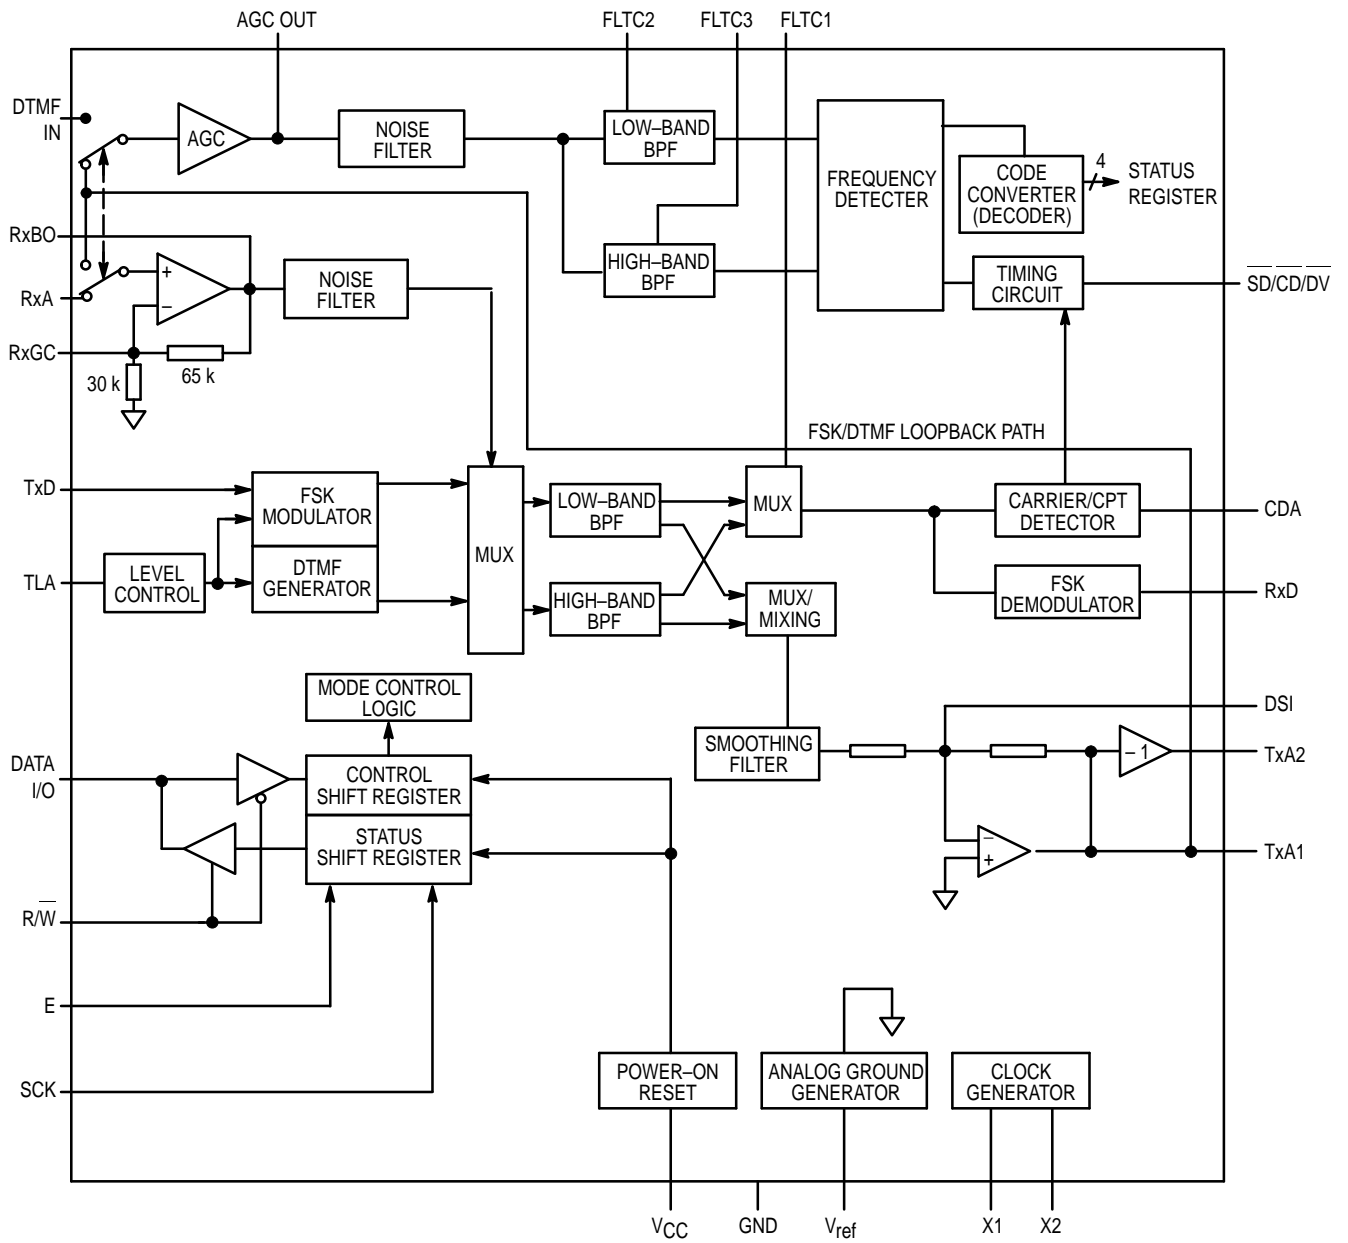 AGC OUT
FLTC2
FLTC3
FLTC1
DTMF
IN
AGC
NOISE
FILTER
LOW–BAND
BPF
FREQUENCY
DETECTER
CODE
CONVERTER
(DECODER)
4
STATUS
REGISTER
RxBO
RxA
RxGC
+
–
NOISE
FILTER
HIGH–BAND
BPF
TIMING
CIRCUIT
SD/CD/DV
30 k
65 k
FSK/DTMF LOOPBACK PATH
TxD
FSK
MODULATOR
MUX
LOW–BAND
BPF
MUX
CARRIER/CPT
DETECTOR
CDA
TLA
LEVEL
CONTROL
DTMF
GENERATOR
HIGH–BAND
BPF
MUX/
MIXING
FSK
DEMODULATOR
RxD
MODE CONTROL
LOGIC
DSI
DATA
I/O
CONTROL
SHIFT REGISTER
SMOOTHING
FILTER
– 1
TxA2
STATUS
SHIFT REGISTER
–
+
TxA1
R/W
E
SCK
POWER–ON
RESET
ANALOG GROUND
GENERATOR
CLOCK
GENERATOR
VCC
GND
Vref
X1
X2